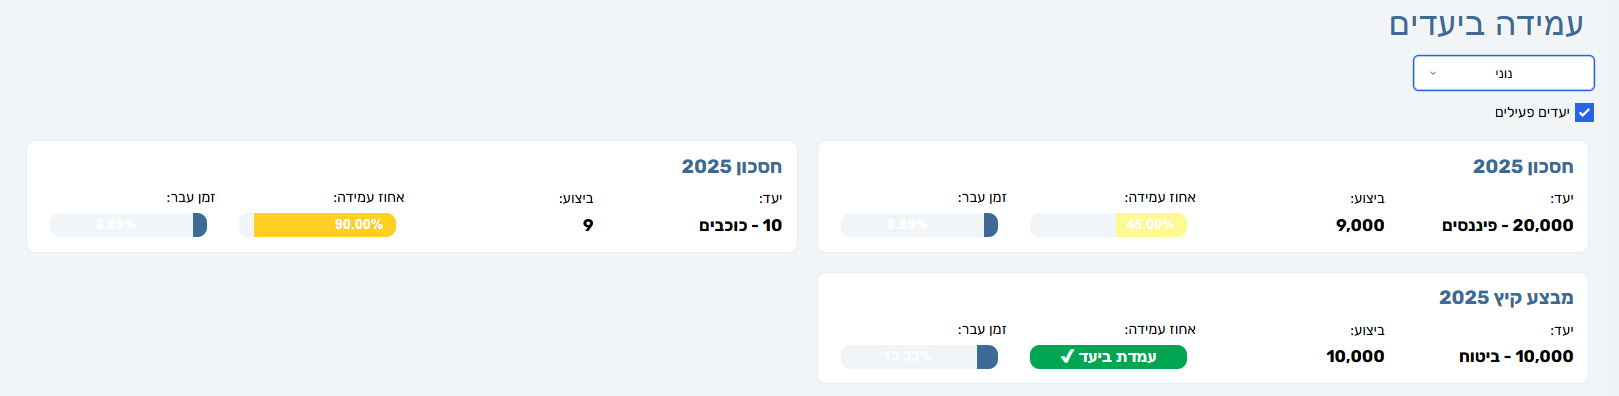 עמידה ביעדים
נוני
יעדים פעילים
חסכון 2025
יעד: ביצוע: אחוז עמידה: זמן עבר:
20,000 - פיננסים 9,000 45.00% 8.89%
חסכון 2025
יעד: ביצוע: אחוז עמידה: זמן עבר:
10 - כוכבים 9 90.00% 8.89%
מבצע קיץ 2025
יעד: ביצוע: אחוז עמידה: זמן עבר:
10,000 - ביטוח 10,000 עמדת ביעד ✓ 13.33%